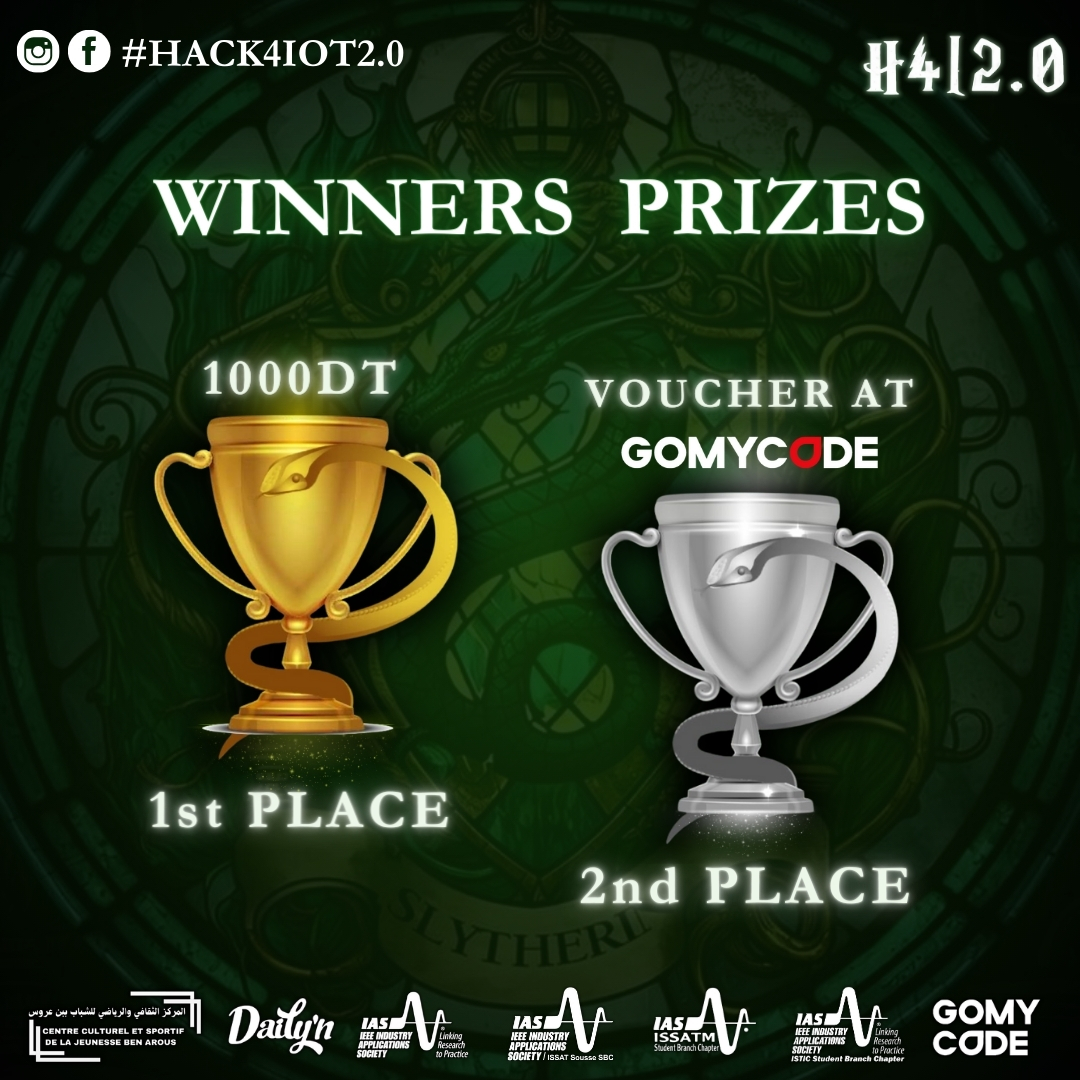 #HACK4IOT2.0
H4I2.0
WINNERS PRIZES
1000DT
VOUCHER AT
GOMYCODE
1st PLACE
2nd PLACE
SLYTHERIN
المركز الثقافي والرياضي للشباب ببن عروس
CENTRE CULTUREL ET SPORTIF
DE LA JEUNESSE BEN AROUS
Daily'n
IAS
IEEE INDUSTRY
APPLICATIONS
SOCIETY
®
Linking
Research
to Practice
IAS
IEEE INDUSTRY
APPLICATIONS
SOCIETY / ISSAT Sousse SBC
IAS
ISSATM
Student Branch Chapter
IAS
IEEE INDUSTRY
APPLICATIONS
SOCIETY
®
Linking
Research
to Practice
ISTIC Student Branch Chapter
GOMY
CODE